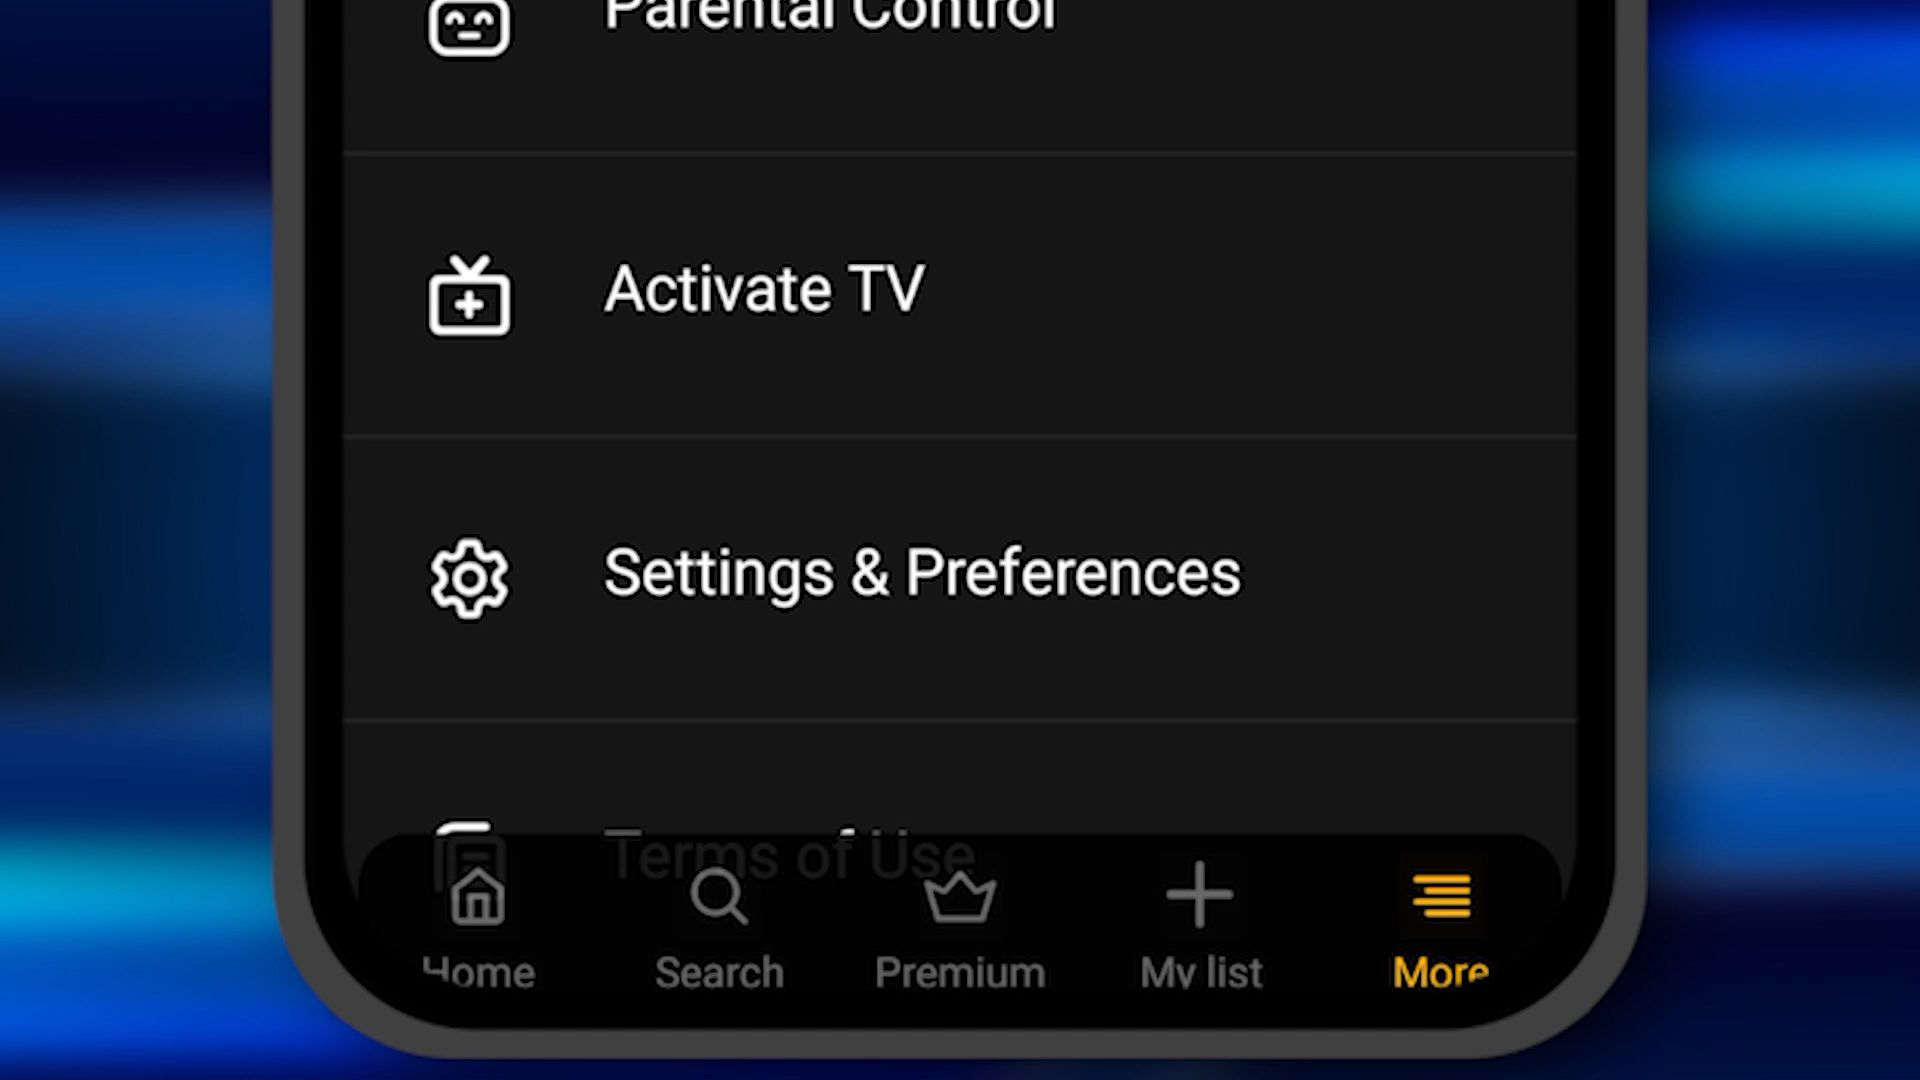 Parental Control
Activate TV
Settings & Preferences
Terms of Use
Home
Search
Premium
My list
More